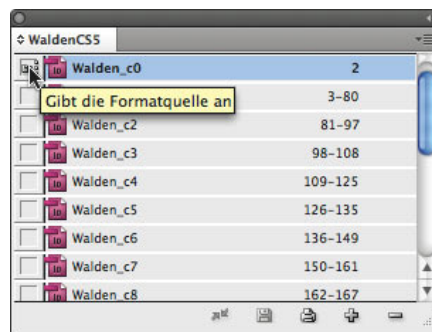 WaldenCS5
Walden_c0 2
Gibt die Formatquelle an
3–80
Walden_c2 81–97
Walden_c3 98–108
Walden_c4 109–125
Walden_c5 126–135
Walden_c6 136–149
Walden_c7 150–161
Walden_c8 162–167